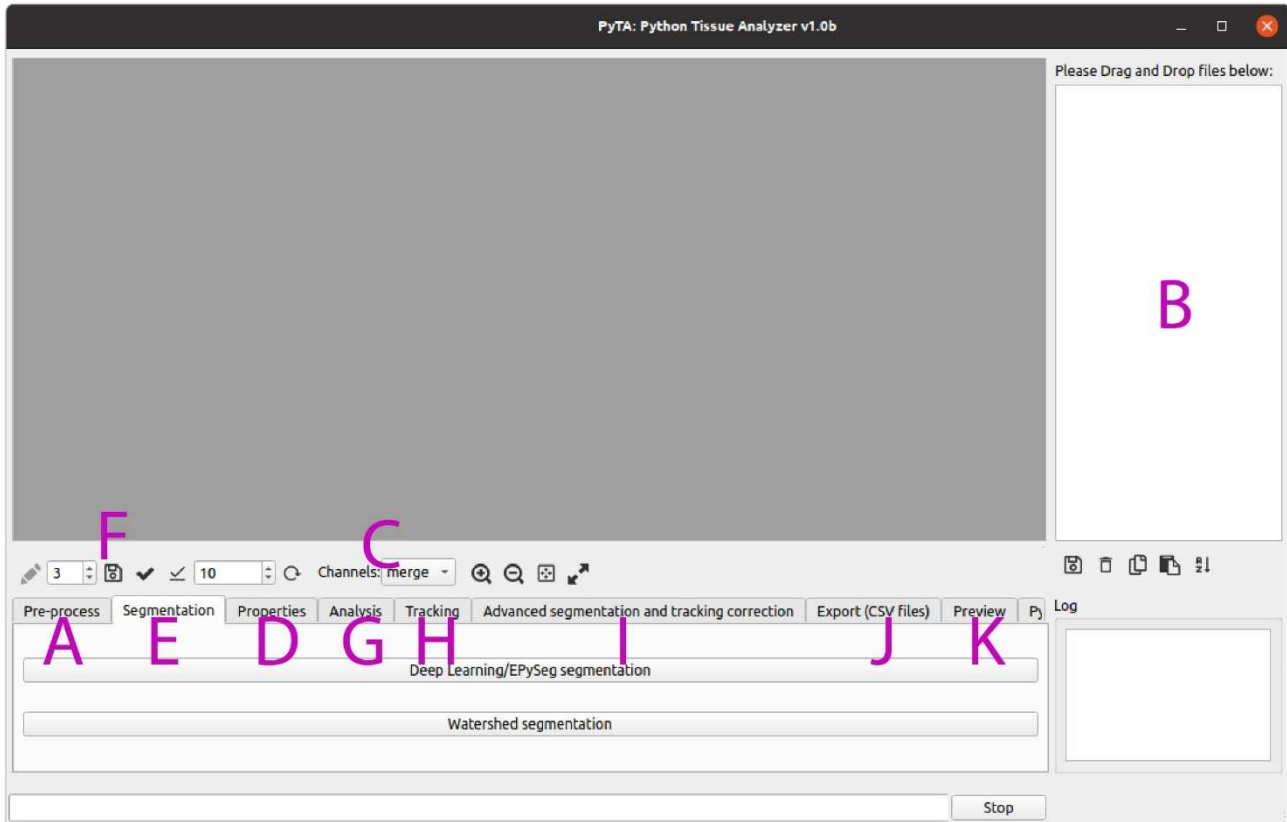 PyTA: Python Tissue Analyzer v1.0b
Please Drag and Drop files below:
B
F
C
3
10
Channels: merge
Pre-process Segmentation Properties Analysis Tracking Advanced segmentation and tracking correction Export (CSV files) Preview Py
Log
A E D G H I J K
Deep Learning/EPySeg segmentation
Watershed segmentation
Stop